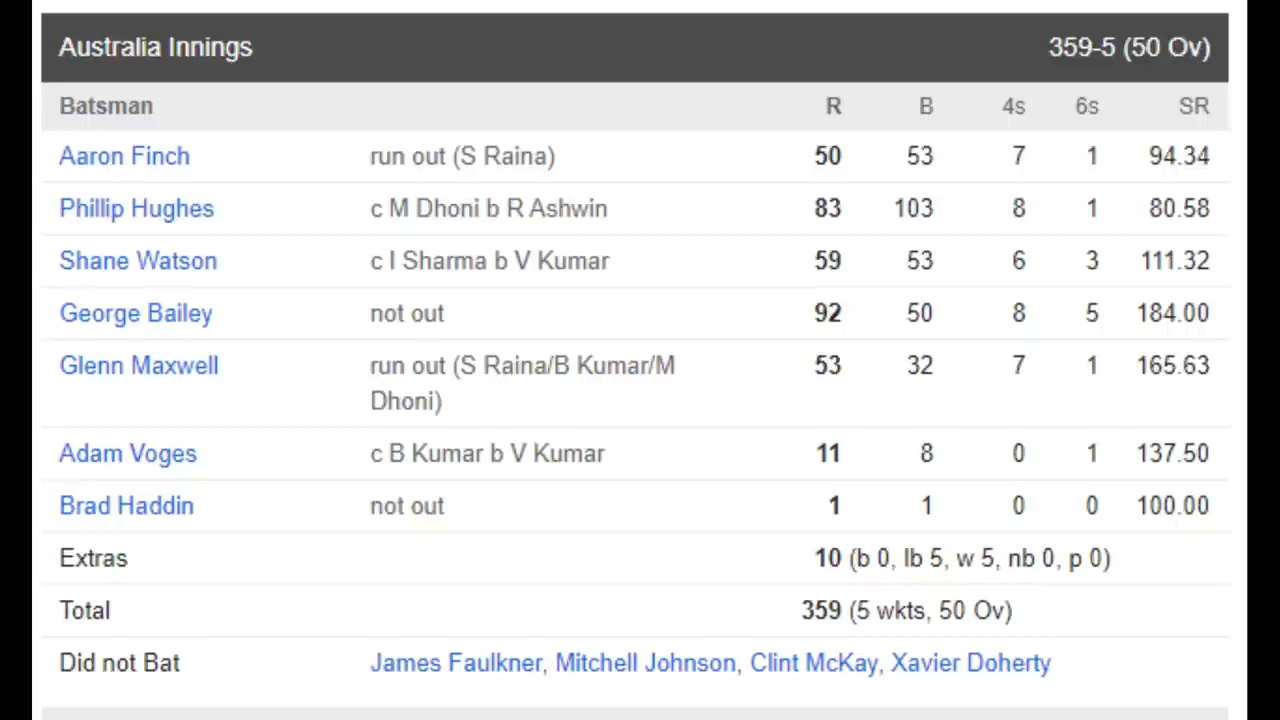 Australia Innings 359-5 (50 Ov)
Batsman R B 4s 6s SR
Aaron Finch run out (S Raina) 50 53 7 1 94.34
Phillip Hughes c M Dhoni b R Ashwin 83 103 8 1 80.58
Shane Watson c I Sharma b V Kumar 59 53 6 3 111.32
George Bailey not out 92 50 8 5 184.00
Glenn Maxwell run out (S Raina/B Kumar/M 53 32 7 1 165.63
Dhoni)
Adam Voges c B Kumar b V Kumar 11 8 0 1 137.50
Brad Haddin not out 1 1 0 0 100.00
Extras 10 (b 0, lb 5, w 5, nb 0, p 0)
Total 359 (5 wkts, 50 Ov)
Did not Bat James Faulkner, Mitchell Johnson, Clint McKay, Xavier Doherty